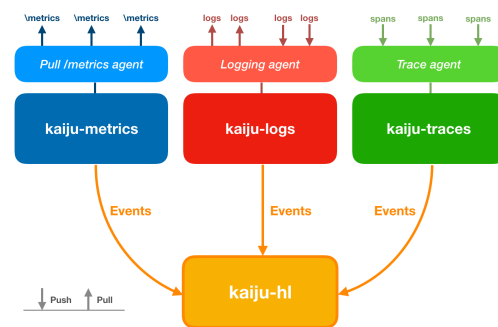 \metrics \metrics \metrics
logs logs logs logs
spans spans spans
Pull /metrics agent
Logging agent
Trace agent
kaiju-metrics
kaiju-logs
kaiju-traces
Events
Events
Events
kaiju-hl
Push
Pull